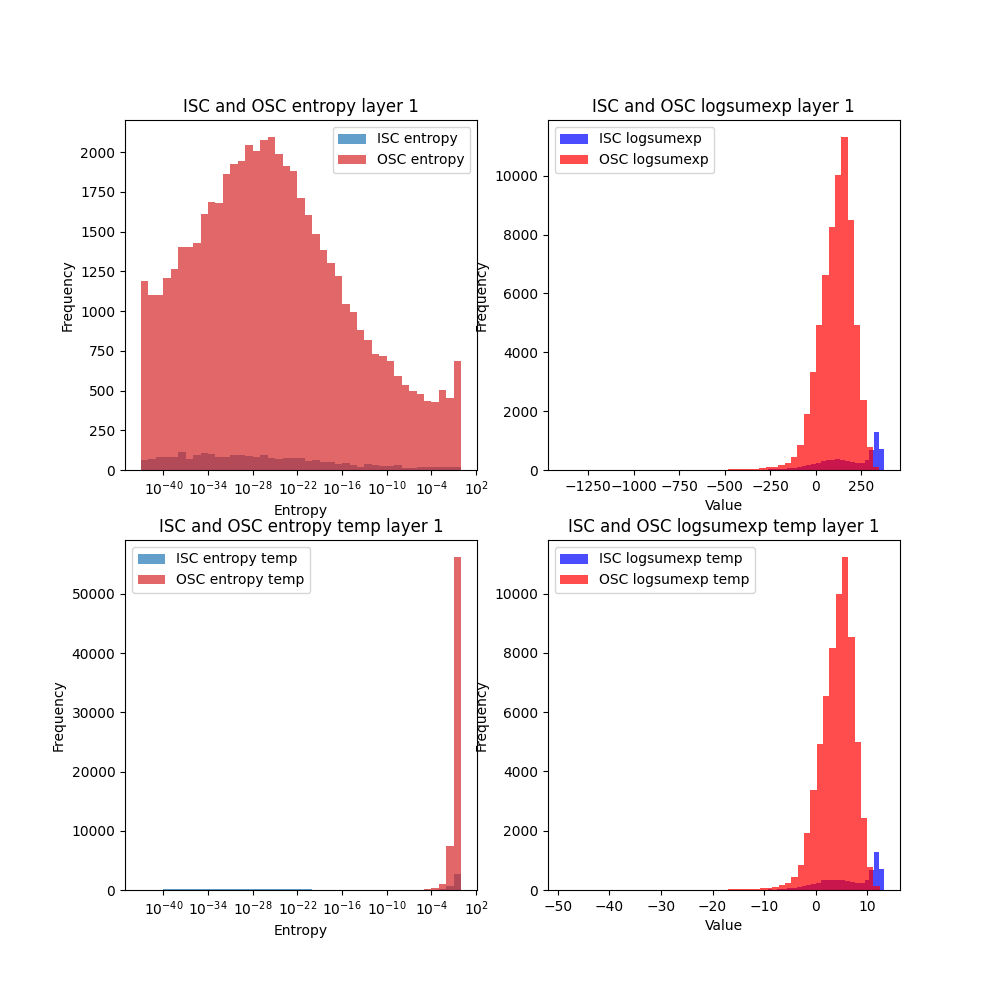 ISC and OSC entropy layer 1
ISC entropy
OSC entropy
Frequency
2000
1750
1500
1250
1000
750
500
250
0
10⁻⁴⁰ 10⁻³⁴ 10⁻²⁸ 10⁻²² 10⁻¹⁶ 10⁻¹⁰ 10⁻⁴ 10²
Entropy
ISC and OSC logsumexp layer 1
ISC logsumexp
OSC logsumexp
Frequency
10000
8000
6000
4000
2000
0
−1250 −1000 −750 −500 −250 0 250
Value
ISC and OSC entropy temp layer 1
ISC entropy temp
OSC entropy temp
Frequency
50000
40000
30000
20000
10000
0
10⁻⁴⁰ 10⁻³⁴ 10⁻²⁸ 10⁻²² 10⁻¹⁶ 10⁻¹⁰ 10⁻⁴ 10²
Entropy
ISC and OSC logsumexp temp layer 1
ISC logsumexp temp
OSC logsumexp temp
Frequency
10000
8000
6000
4000
2000
0
−50 −40 −30 −20 −10 0 10
Value